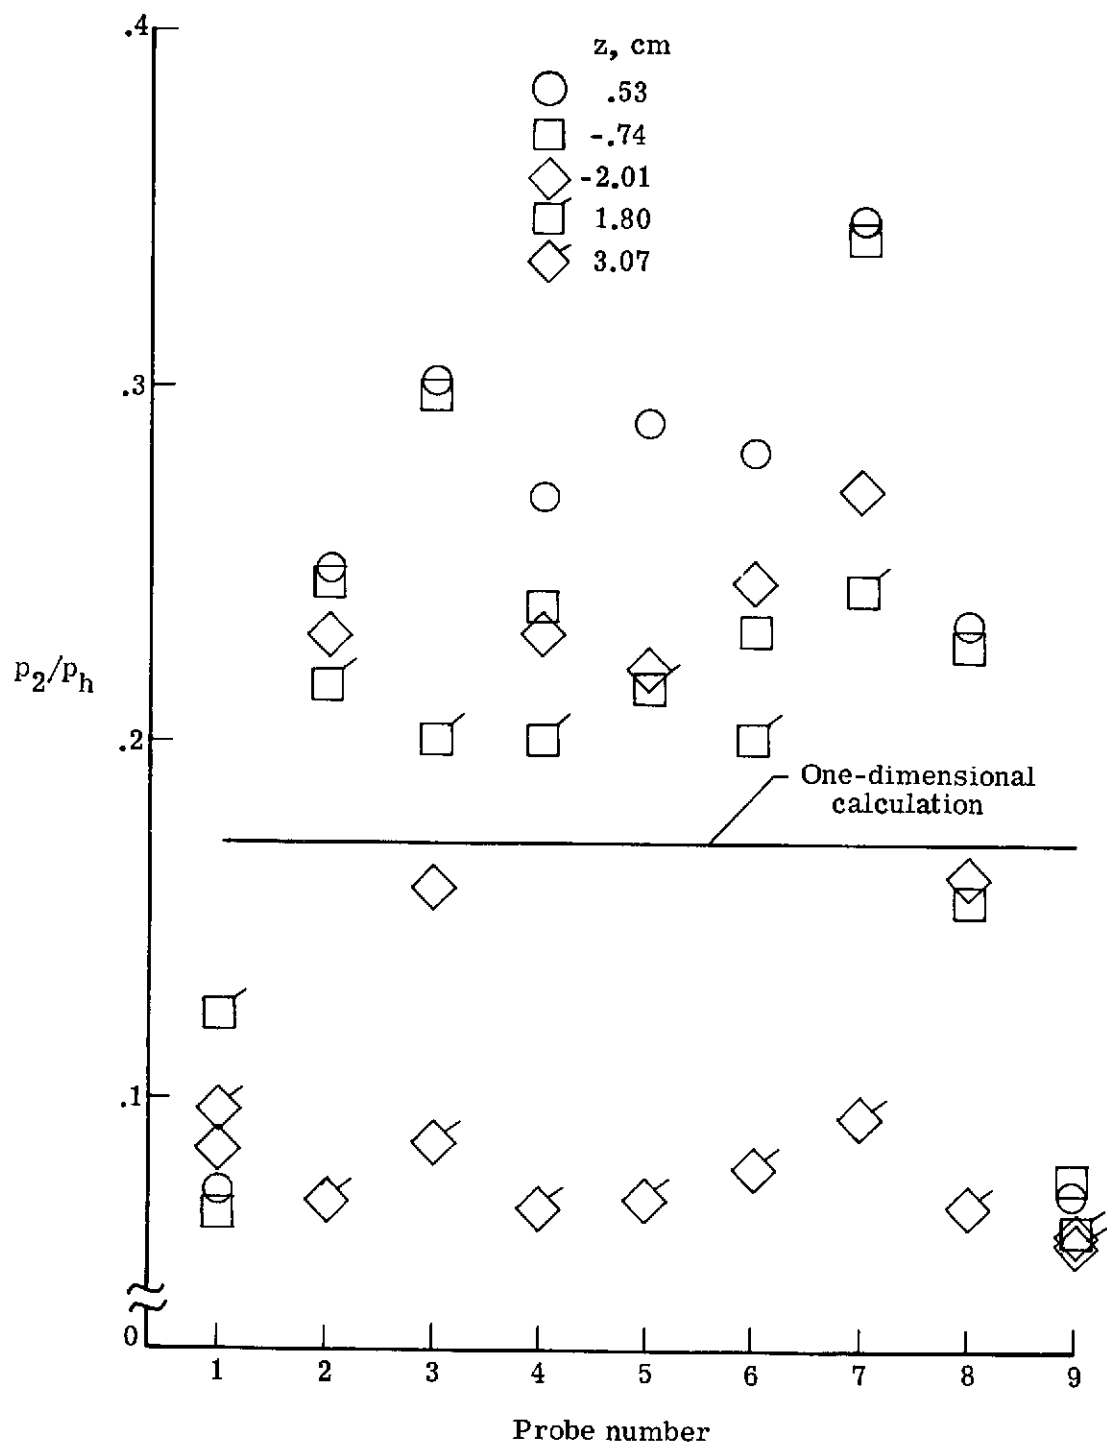 .4
z, cm
.53
-.74
-2.01
1.80
3.07
.3
p2/ph
.2
One-dimensional
calculation
.1
0
1 2 3 4 5 6 7 8 9
Probe number